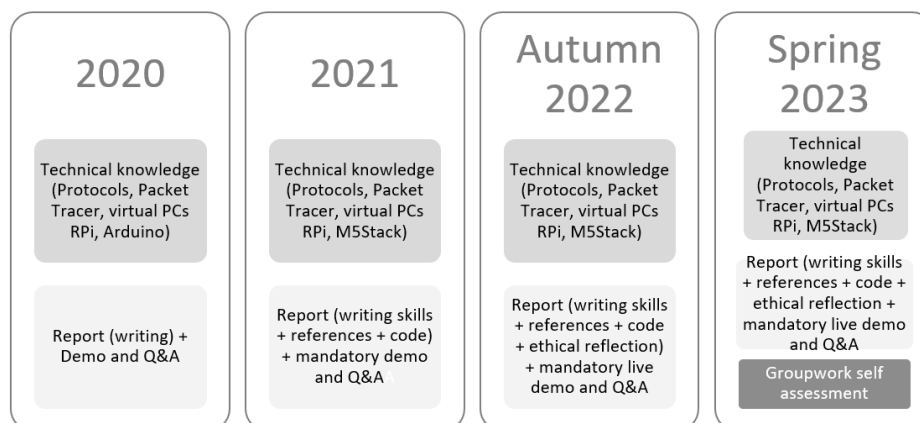 2020
Technical knowledge
(Protocols, Packet
Tracer, virtual PCs
RPi, Arduino)
Report (writing) +
Demo and Q&A
2021
Technical knowledge
(Protocols, Packet
Tracer, virtual PCs
RPi, M5Stack)
Report (writing skills
+ references + code)
+ mandatory demo
and Q&A
Autumn
2022
Technical knowledge
(Protocols, Packet
Tracer, virtual PCs
RPi, M5Stack)
Report (writing skills
+ references + code
+ ethical reflection)
+ mandatory live
demo and Q&A
Spring
2023
Technical
knowledge
(Protocols, Packet
Tracer, virtual PCs
RPi, M5Stack)
Report (writing skills
+ references + code +
ethical reflection +
mandatory live demo
and Q&A
Groupwork self
assessment